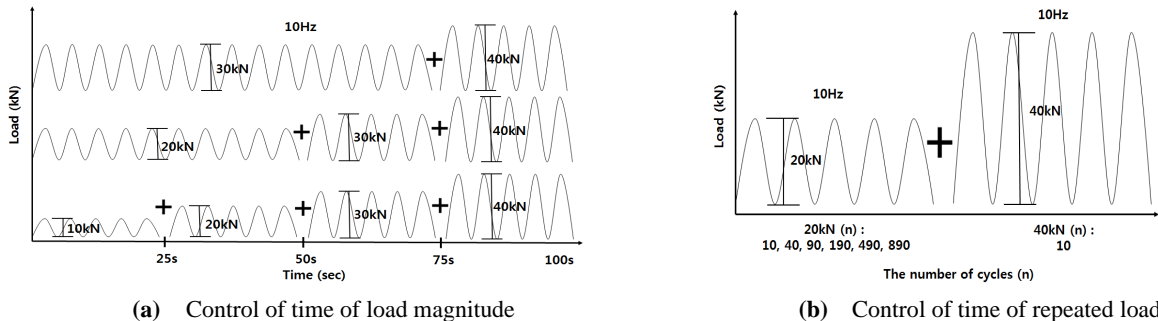 10Hz
30kN
40kN
20kN
30kN
40kN
10kN
20kN
30kN
40kN
Load (kN)
25s
50s
75s
100s
Time (sec)
(a) Control of time of load magnitude
10Hz
10Hz
20kN
40kN
Load (kN)
20kN (n) :
10, 40, 90, 190, 490, 890
40kN (n) :
10
The number of cycles (n)
(b) Control of time of repeated load